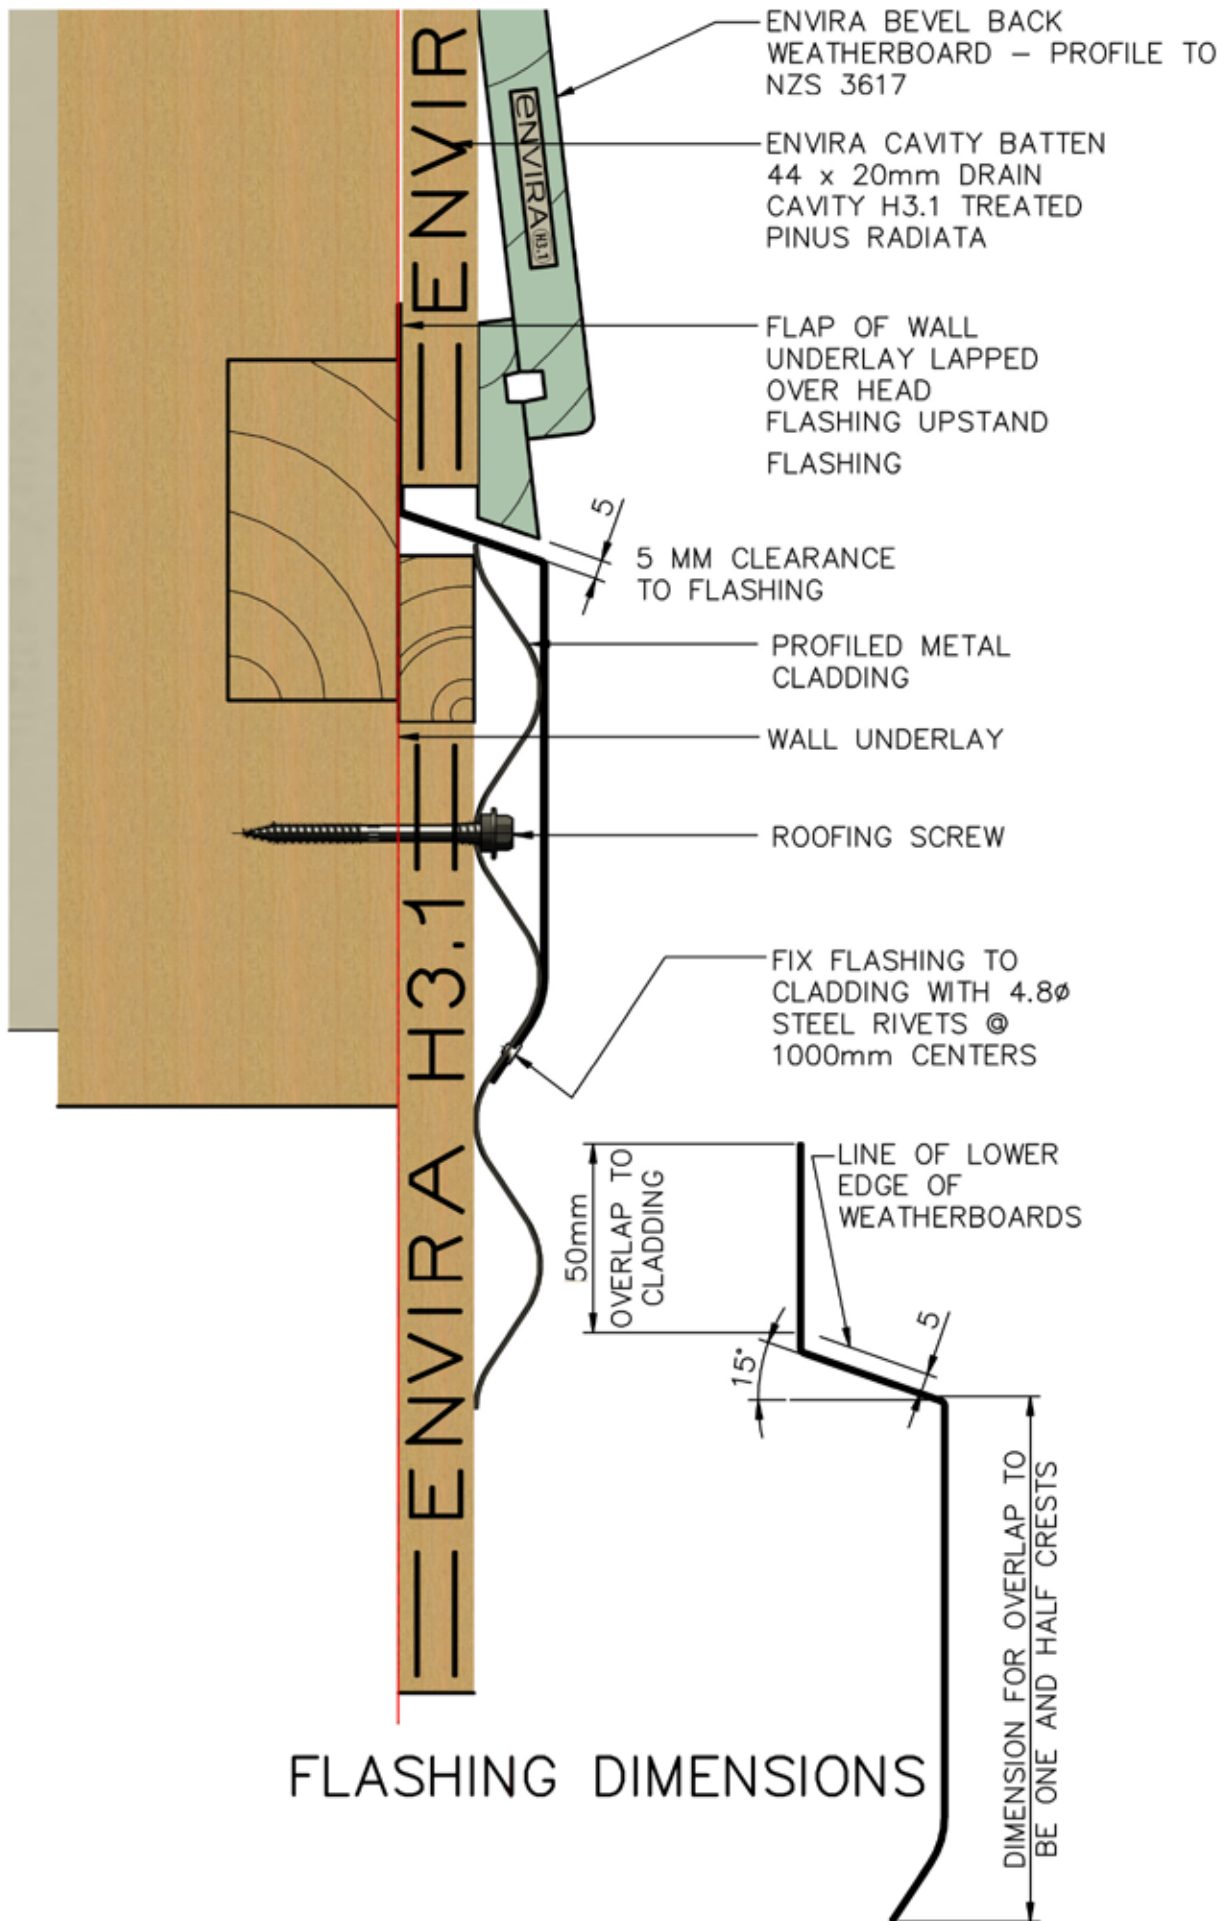 ENVIRA BEVEL BACK
WEATHERBOARD – PROFILE TO
NZS 3617
ENVIRA CAVITY BATTEN
44 x 20mm DRAIN
CAVITY H3.1 TREATED
PINUS RADIATA
FLAP OF WALL
UNDERLAY LAPPED
OVER HEAD
FLASHING UPSTAND
FLASHING
ENVIR
ENVIRA H3.1
5
5 MM CLEARANCE
TO FLASHING
PROFILED METAL
CLADDING
WALL UNDERLAY
ROOFING SCREW
FIX FLASHING TO
CLADDING WITH 4.8ø
STEEL RIVETS @
1000mm CENTERS
ENVIRA H3.1
LINE OF LOWER
EDGE OF
WEATHERBOARDS
50mm
OVERLAP TO
CLADDING
15°
5
DIMENSION FOR OVERLAP TO
BE ONE AND HALF CRESTS
FLASHING DIMENSIONS